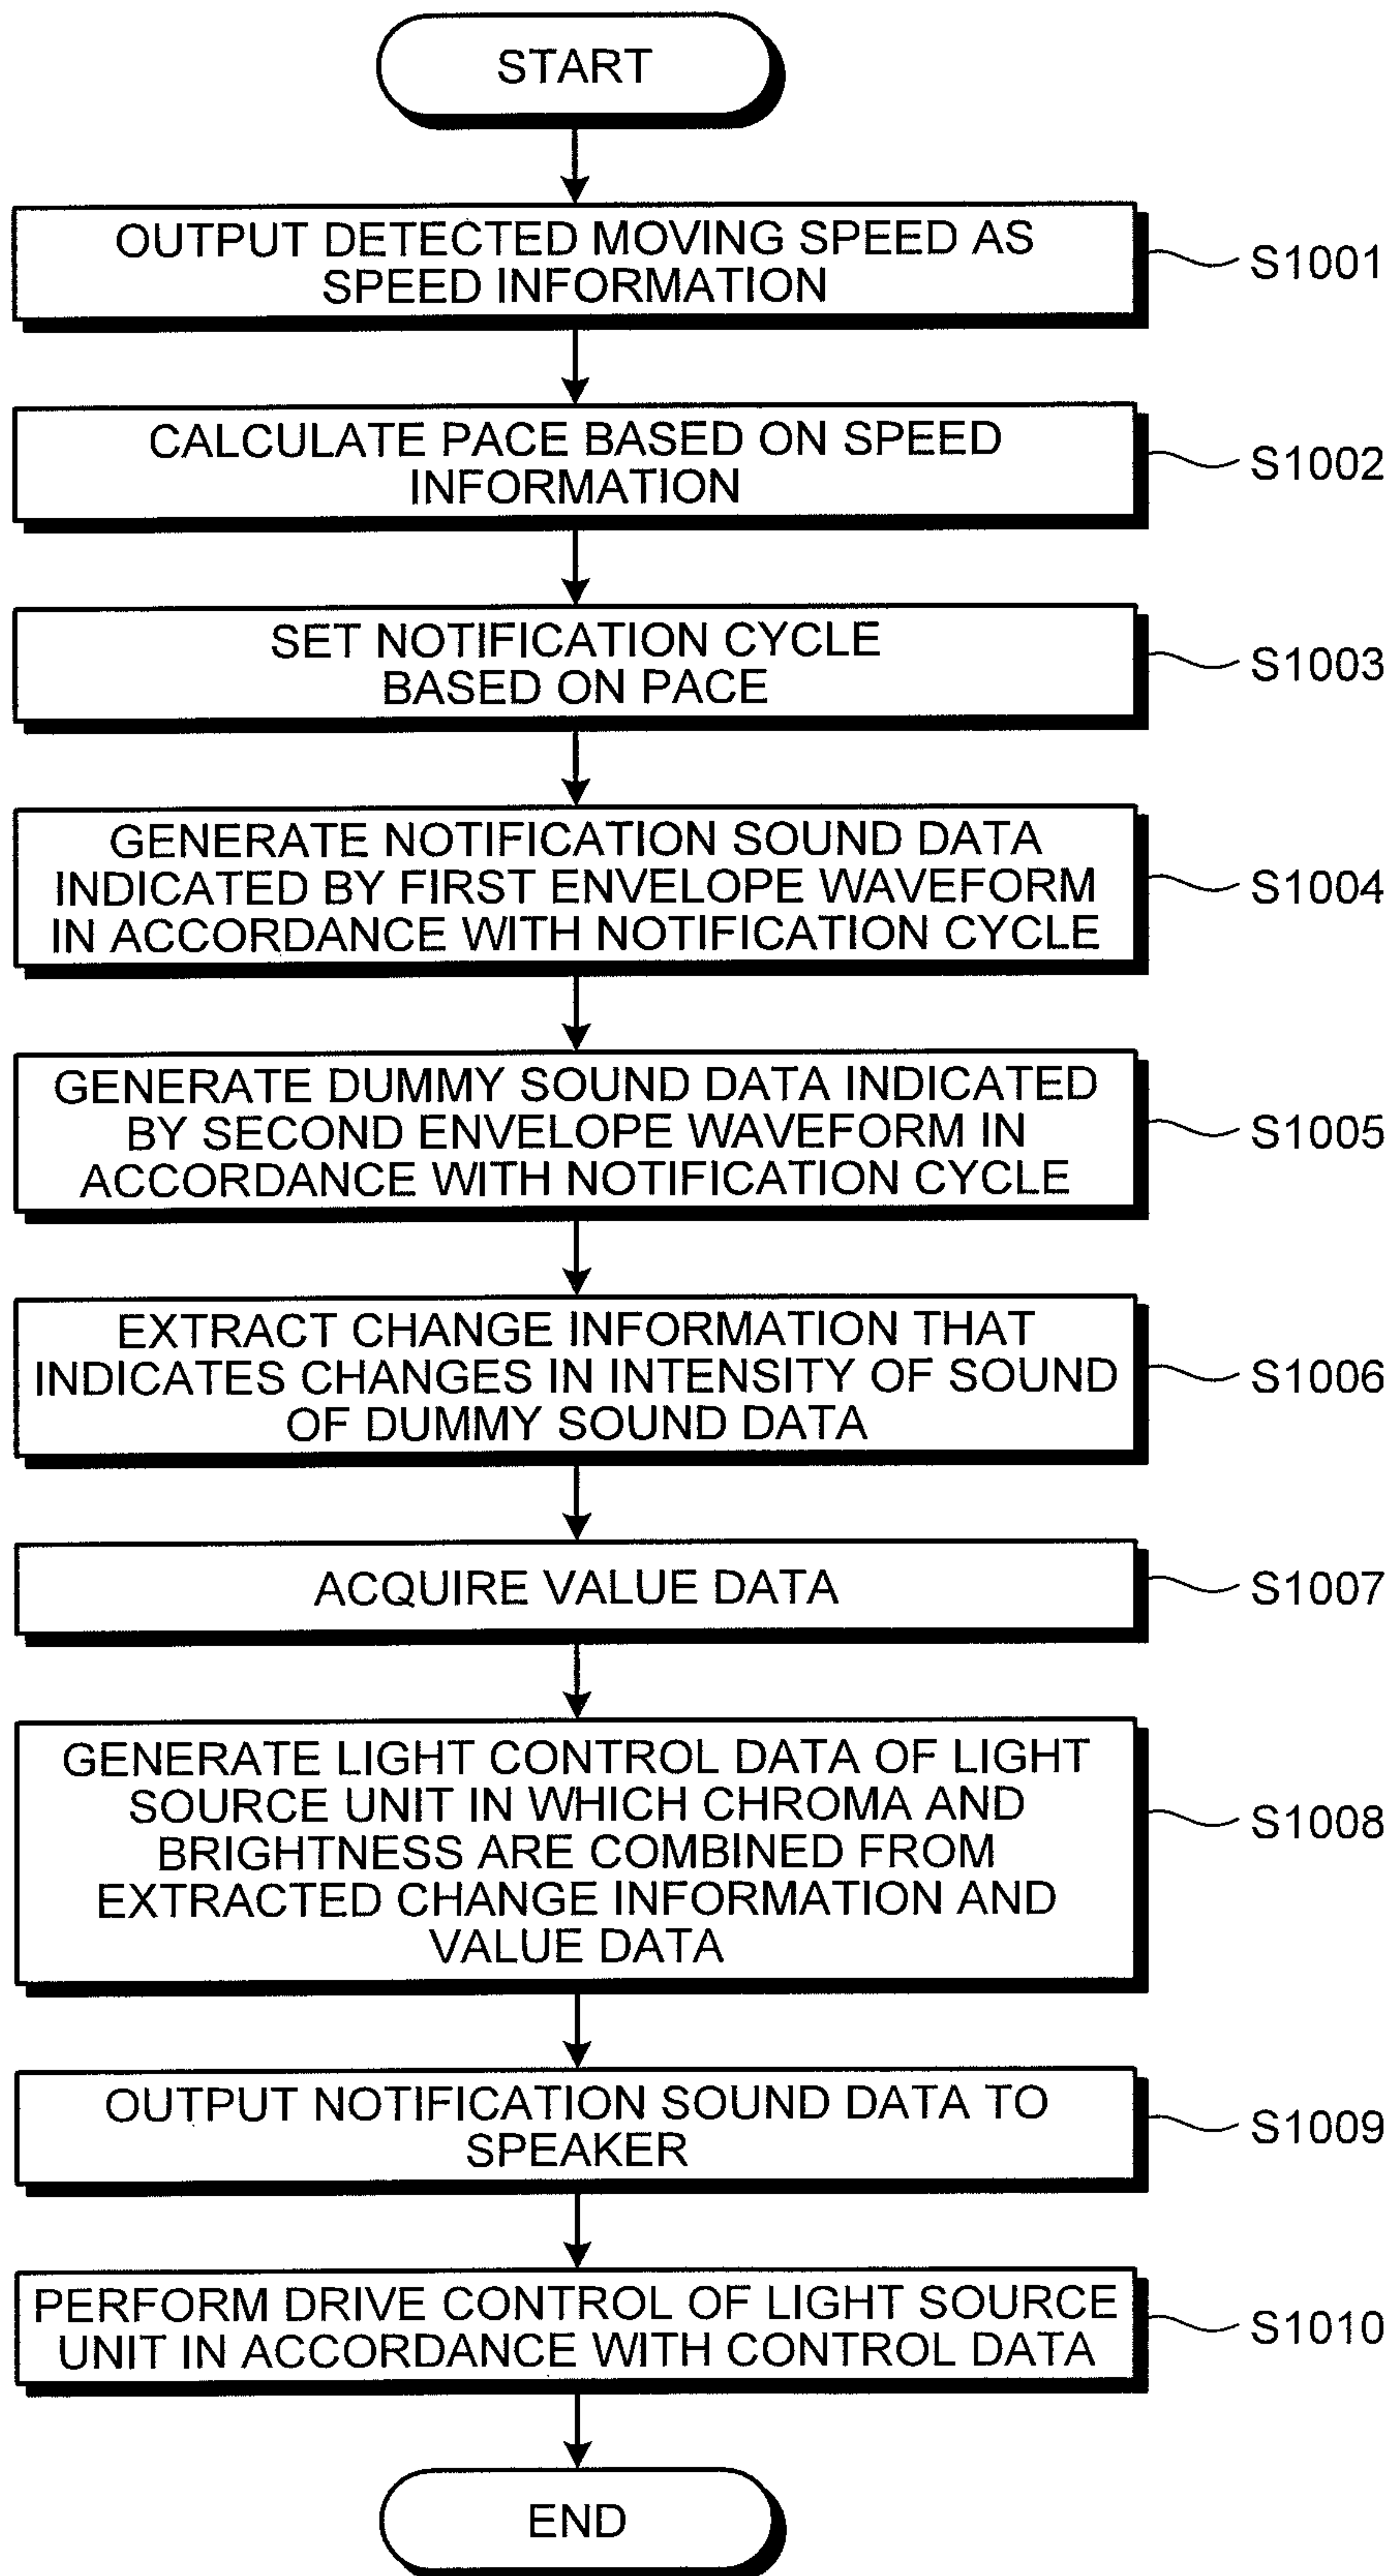 START
OUTPUT DETECTED MOVING SPEED AS
SPEED INFORMATION
S1001
CALCULATE PACE BASED ON SPEED
INFORMATION
S1002
SET NOTIFICATION CYCLE
BASED ON PACE
S1003
GENERATE NOTIFICATION SOUND DATA
INDICATED BY FIRST ENVELOPE WAVEFORM
IN ACCORDANCE WITH NOTIFICATION CYCLE
S1004
GENERATE DUMMY SOUND DATA INDICATED
BY SECOND ENVELOPE WAVEFORM IN
ACCORDANCE WITH NOTIFICATION CYCLE
S1005
EXTRACT CHANGE INFORMATION THAT
INDICATES CHANGES IN INTENSITY OF SOUND
OF DUMMY SOUND DATA
S1006
ACQUIRE VALUE DATA
S1007
GENERATE LIGHT CONTROL DATA OF LIGHT
SOURCE UNIT IN WHICH CHROMA AND
BRIGHTNESS ARE COMBINED FROM
EXTRACTED CHANGE INFORMATION AND
VALUE DATA
S1008
OUTPUT NOTIFICATION SOUND DATA TO
SPEAKER
S1009
PERFORM DRIVE CONTROL OF LIGHT SOURCE
UNIT IN ACCORDANCE WITH CONTROL DATA
S1010
END